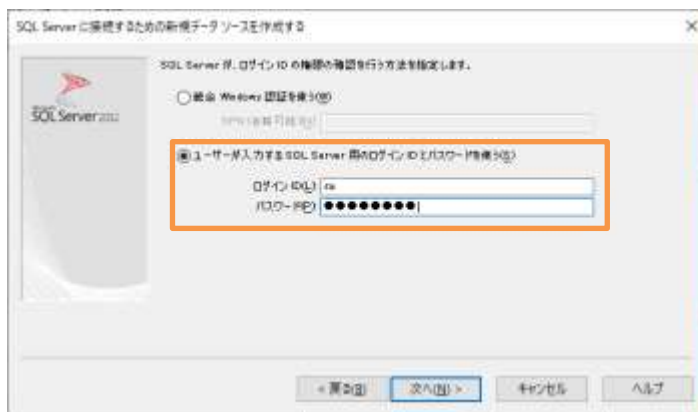 SQL Server に接続するための新規データ ソースを作成する
SQL Server が、ログイン ID の権限の確認を行う方法を指定します。
SQL Server 2012
統合 Windows 認証を使う(W)
ユーザーが入力する SQL Server 用のログイン ID とパスワードを使う(S)
ログイン ID(L)
パスワード(P) ●●●●●●●●●
< 戻る(B)
次へ(N) >
キャンセル
ヘルプ